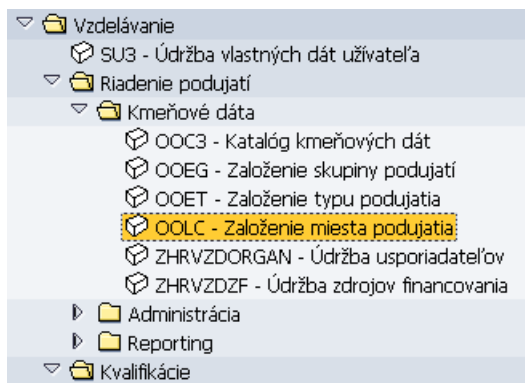 Vzdelávanie
SU3 - Údržba vlastných dát užívateľa
Riadenie podujatí
Kmeňové dáta
OOC3 - Katalóg kmeňových dát
OOEG - Založenie skupiny podujatí
OOET - Založenie typu podujatia
OOLC - Založenie miesta podujatia
ZHRVZDORGAN - Údržba usporiadateľov
ZHRVZDZF - Údržba zdrojov financovania
Administrácia
Reporting
Kvalifikácie